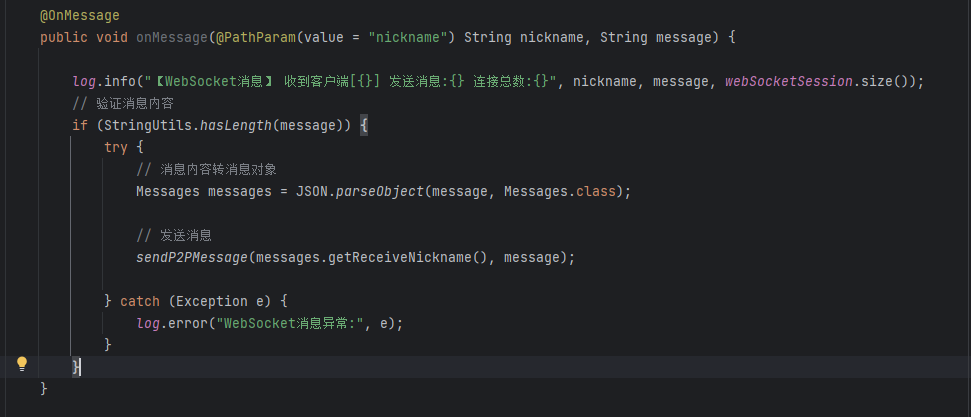 @OnMessage
public void onMessage(@PathParam(value = "nickname") String nickname, String message) {
log.info("【WebSocket消息】 收到客户端[{}] 发送消息:{} 连接总数:{}", nickname, message, webSocketSession.size());
// 验证消息内容
if (StringUtils.hasLength(message)) {
try {
// 消息内容转消息对象
Messages messages = JSON.parseObject(message, Messages.class);
// 发送消息
sendP2PMessage(messages.getReceiveNickname(), message);
} catch (Exception e) {
log.error("WebSocket消息异常:", e);
}
}
}